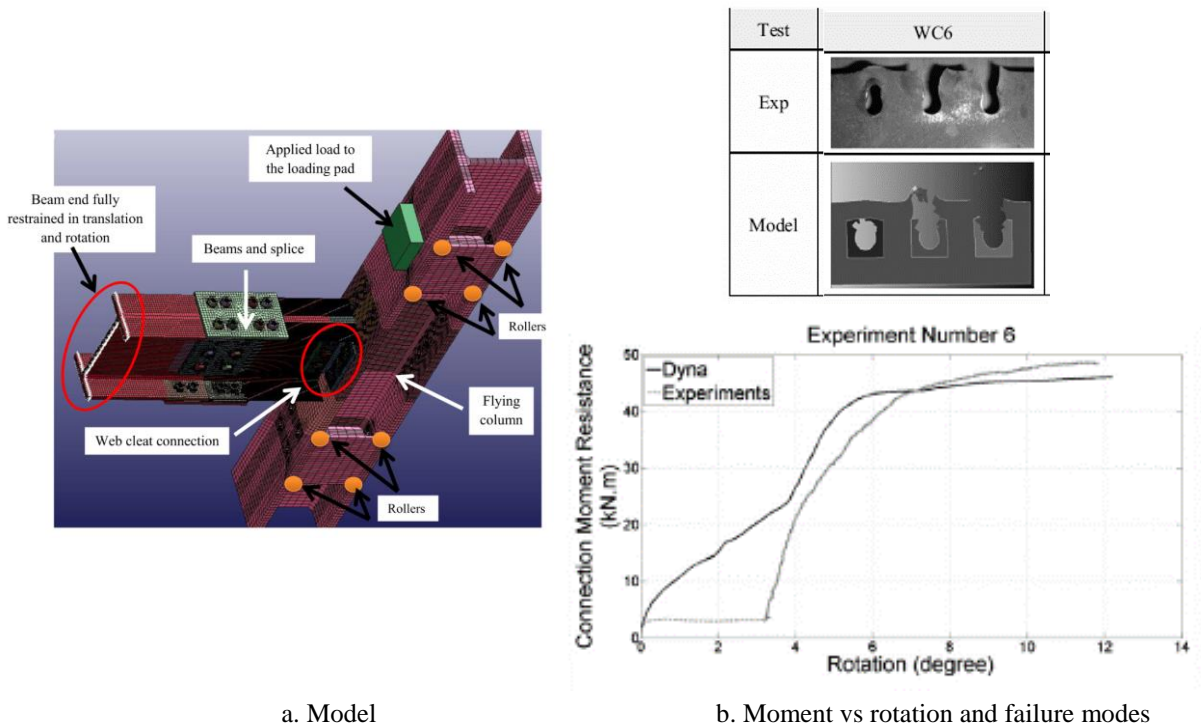 Test WC6
Exp
Model
Applied load to
the loading pad
Beam end fully
restrained in translation
and rotation
Beams and splice
Rollers
Flying
column
Web cleat connection
Rollers
Experiment Number 6
Dyna
Experiments
Connection Moment Resistance
(kN.m)
50
40
30
20
10
0
0 2 4 6 8 10 12 14
Rotation (degree)
a. Model
b. Moment vs rotation and failure modes